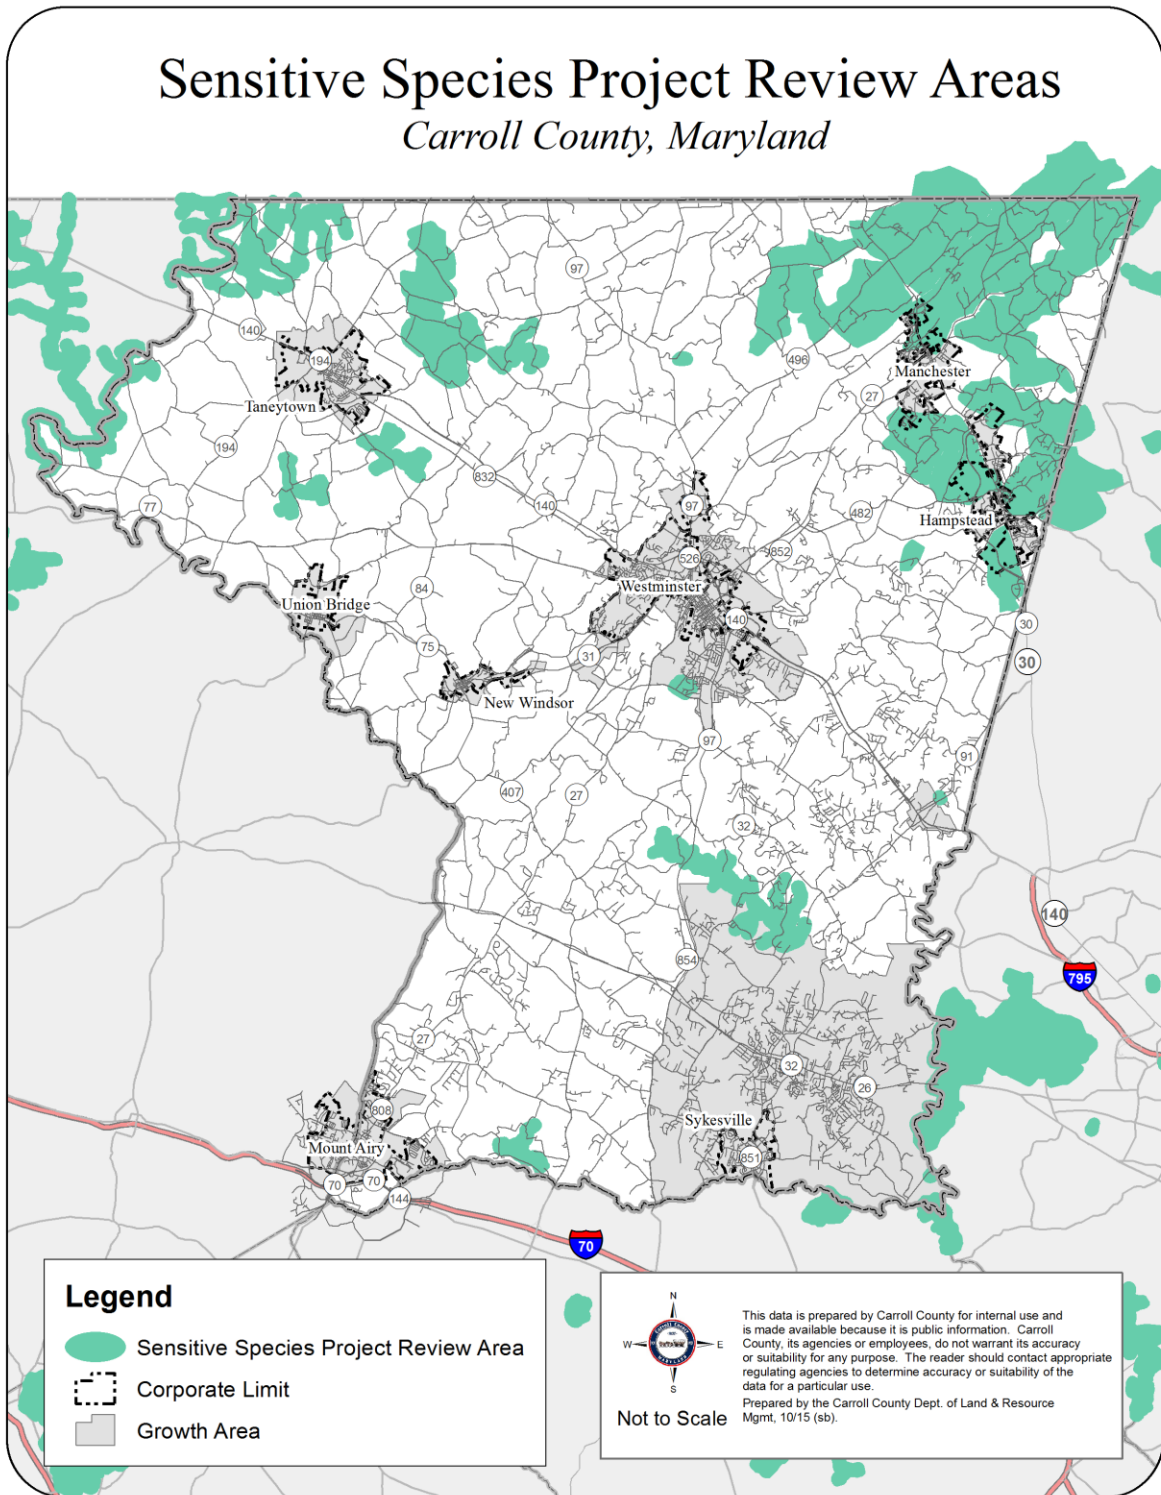 Sensitive Species Project Review Areas
Carroll County, Maryland
97
140
194
Taneytown
496
Manchester
27
194
832
77
140
97
482
Hampstead
852
526
Westminster
84
Union Bridge
140
30
75
31
30
New Windsor
97
91
407
27
32
140
854
795
27
32
26
808
Sykesville
Mount Airy
851
70
70
144
70
Legend
Sensitive Species Project Review Area
Corporate Limit
Growth Area
N
W
E
S
Not to Scale
This data is prepared by Carroll County for internal use and
is made available because it is public information. Carroll
County, its agencies or employees, do not warrant its accuracy
or suitability for any purpose. The reader should contact appropriate
regulating agencies to determine accuracy or suitability of the
data for a particular use.
Prepared by the Carroll County Dept. of Land & Resource
Mgmt, 10/15 (sb).